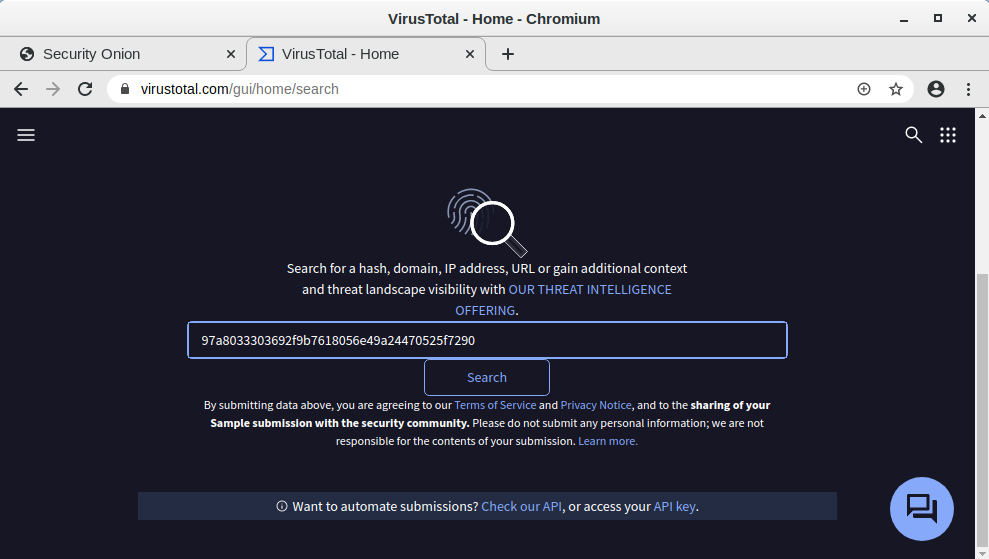 VirusTotal - Home - Chromium
Security Onion
VirusTotal - Home
virustotal.com/gui/home/search
Search for a hash, domain, IP address, URL or gain additional context
and threat landscape visibility with OUR THREAT INTELLIGENCE
OFFERING.
97a8033303692f9b7618056e49a24470525f7290
Search
By submitting data above, you are agreeing to our Terms of Service and Privacy Notice, and to the sharing of your
Sample submission with the security community. Please do not submit any personal information; we are not
responsible for the contents of your submission. Learn more.
Want to automate submissions? Check our API, or access your API key.